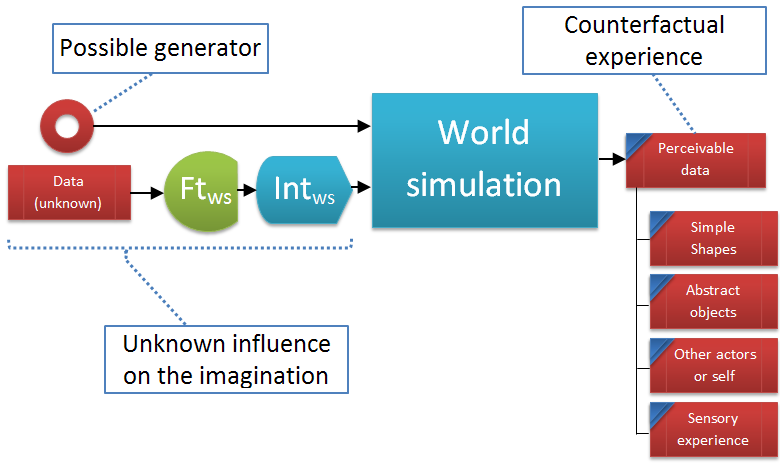 Possible generator
Counterfactual
experience
World
simulation
Data
(unknown)
Ftws
Intws
Perceivable
data
Simple
Shapes
Abstract
objects
Other actors
or self
Sensory
experience
Unknown influence
on the imagination